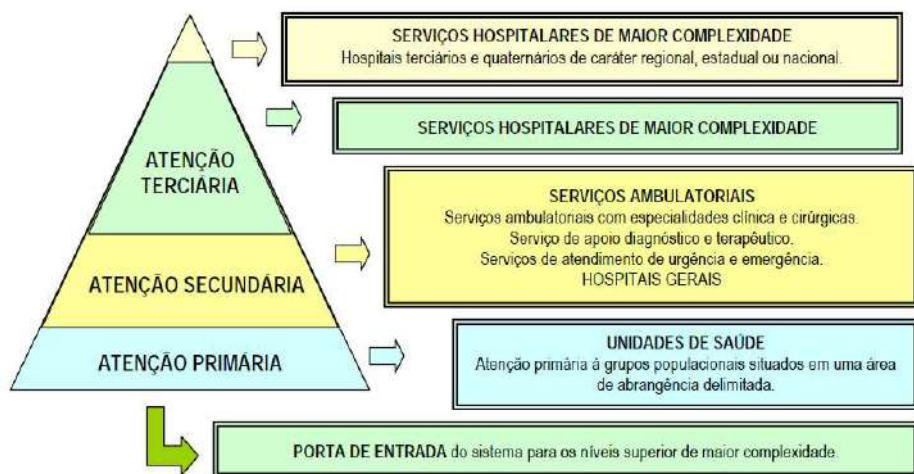 SERVIÇOS HOSPITALARES DE MAIOR COMPLEXIDADE
Hospitais terciários e quaternários de caráter regional, estadual ou nacional.
SERVIÇOS HOSPITALARES DE MAIOR COMPLEXIDADE
ATENÇÃO
TERCIÁRIA
SERVIÇOS AMBULATORIAIS
Serviços ambulatoriais com especialidades clínica e cirúrgicas.
Serviço de apoio diagnóstico e terapêutico.
Serviços de atendimento de urgência e emergência.
HOSPITAIS GERAIS
ATENÇÃO SECUNDÁRIA
UNIDADES DE SAÚDE
Atenção primária à grupos populacionais situados em uma área
de abrangência delimitada.
ATENÇÃO PRIMÁRIA
PORTA DE ENTRADA do sistema para os níveis superior de maior complexidade.